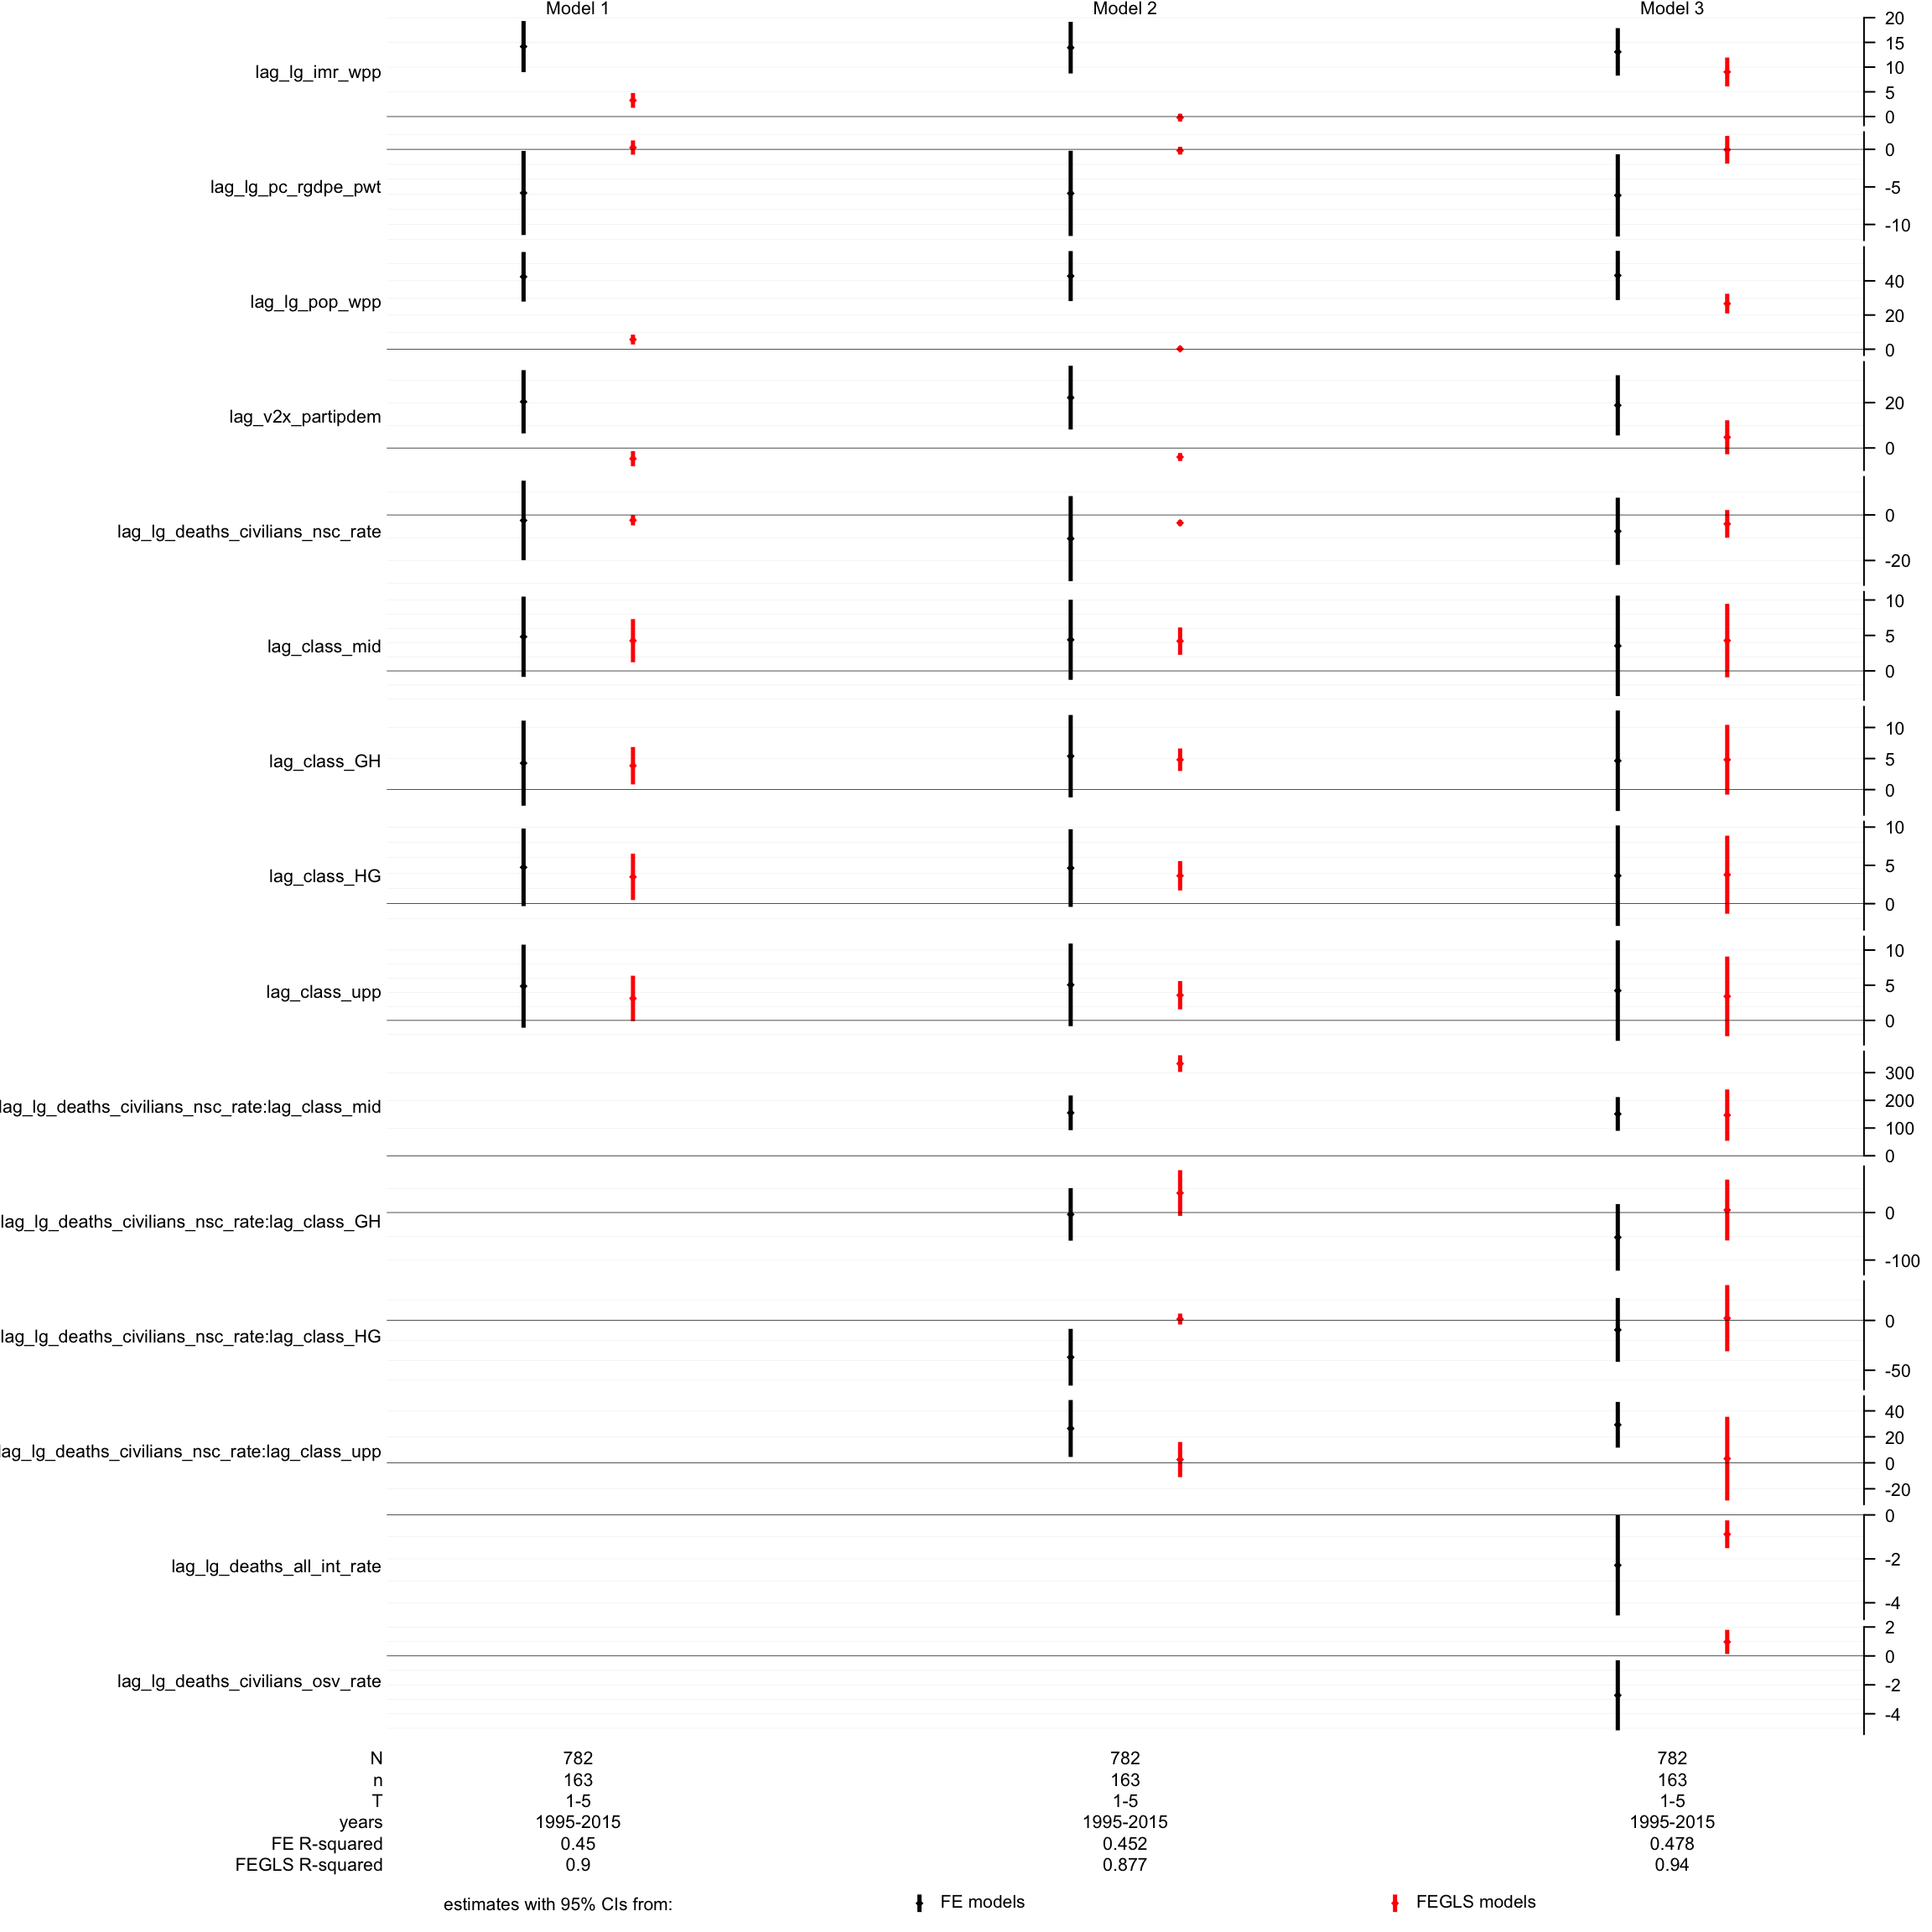 Model 1 Model 2 Model 3
20
15
lag_lg_imr_wpp 10
5
0
0
lag_lg_pc_rgdpe_pwt -5
-10
40
lag_lg_pop_wpp 20
0
20
lag_v2x_partipdem
0
0
lag_lg_deaths_civilians_nsc_rate
-20
10
lag_class_mid 5
0
10
lag_class_GH 5
0
10
lag_class_HG 5
0
10
lag_class_upp 5
0
300
200
lag_lg_deaths_civilians_nsc_rate:lag_class_mid
100
0
0
lag_lg_deaths_civilians_nsc_rate:lag_class_GH
-100
0
lag_lg_deaths_civilians_nsc_rate:lag_class_HG
-50
40
20
lag_lg_deaths_civilians_nsc_rate:lag_class_upp
0
-20
0
lag_lg_deaths_all_int_rate -2
-4
2
0
lag_lg_deaths_civilians_osv_rate
-2
-4
N 782 782 782
n 163 163 163
T 1-5 1-5 1-5
years 1995-2015 1995-2015 1995-2015
FE R-squared 0.45 0.452 0.478
FEGLS R-squared 0.9 0.877 0.94
estimates with 95% CIs from: FE models FEGLS models